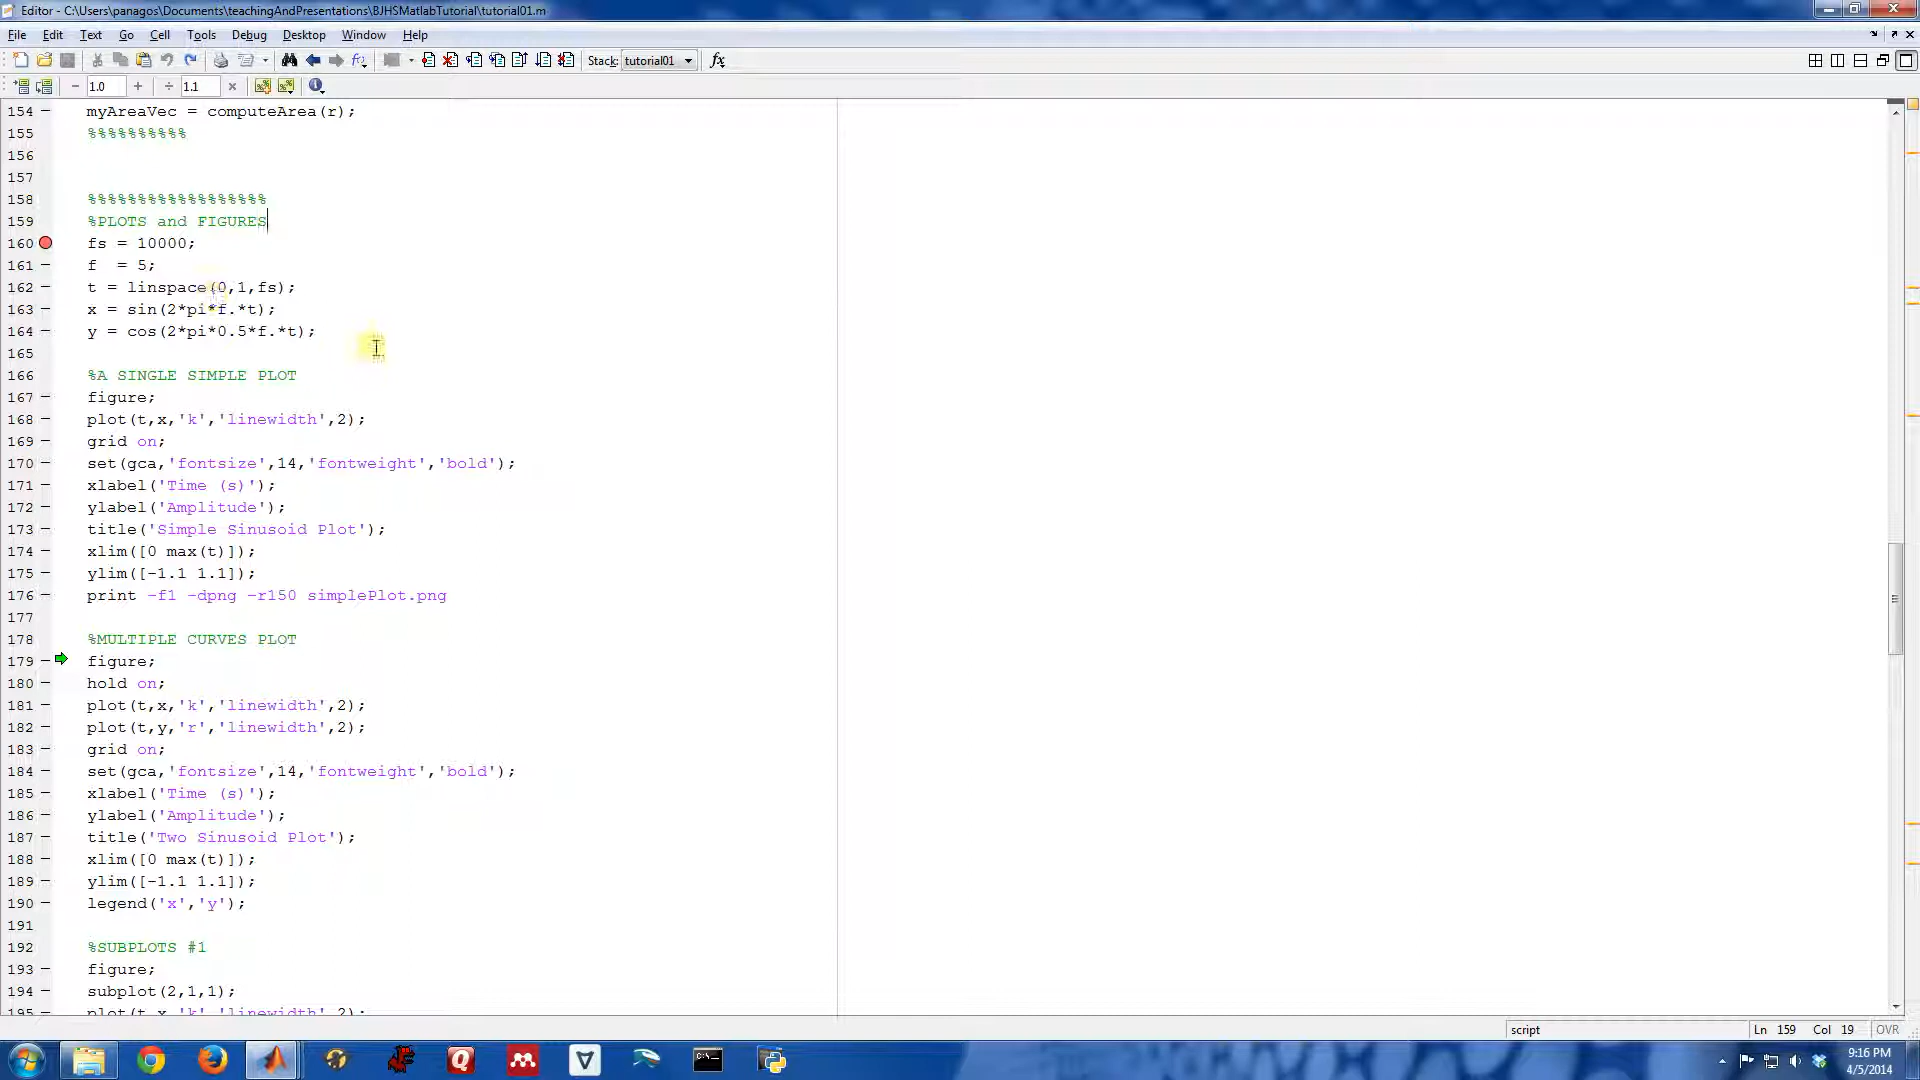 Editor - C:\Users\panagos\Documents\teachingAndPresentations\BJHSMatlabTutorial\tutorial01.m
File Edit Text Go Cell Tools Debug Desktop Window Help
Stack: tutorial01 fx
− 1.0 + ÷ 1.1 ×
154 myAreaVec = computeArea(r);
155 %%%%%%%%%%
156
157
158 %%%%%%%%%%%%%%%%%%
159 %PLOTS and FIGURES
160 fs = 10000;
161 f  = 5;
162 t = linspace(0,1,fs);
163 x = sin(2*pi*f.*t);
164 y = cos(2*pi*0.5*f.*t);
165
166 %A SINGLE SIMPLE PLOT
167 figure;
168 plot(t,x,'k','linewidth',2);
169 grid on;
170 set(gca,'fontsize',14,'fontweight','bold');
171 xlabel('Time (s)');
172 ylabel('Amplitude');
173 title('Simple Sinusoid Plot');
174 xlim([0 max(t)]);
175 ylim([-1.1 1.1]);
176 print -f1 -dpng -r150 simplePlot.png
177
178 %MULTIPLE CURVES PLOT
179 figure;
180 hold on;
181 plot(t,x,'k','linewidth',2);
182 plot(t,y,'r','linewidth',2);
183 grid on;
184 set(gca,'fontsize',14,'fontweight','bold');
185 xlabel('Time (s)');
186 ylabel('Amplitude');
187 title('Two Sinusoid Plot');
188 xlim([0 max(t)]);
189 ylim([-1.1 1.1]);
190 legend('x','y');
191
192 %SUBPLOTS #1
193 figure;
194 subplot(2,1,1);
195 plot(t,x,'k','linewidth',2);
script Ln 159 Col 19 OVR
9:16 PM
4/5/2014